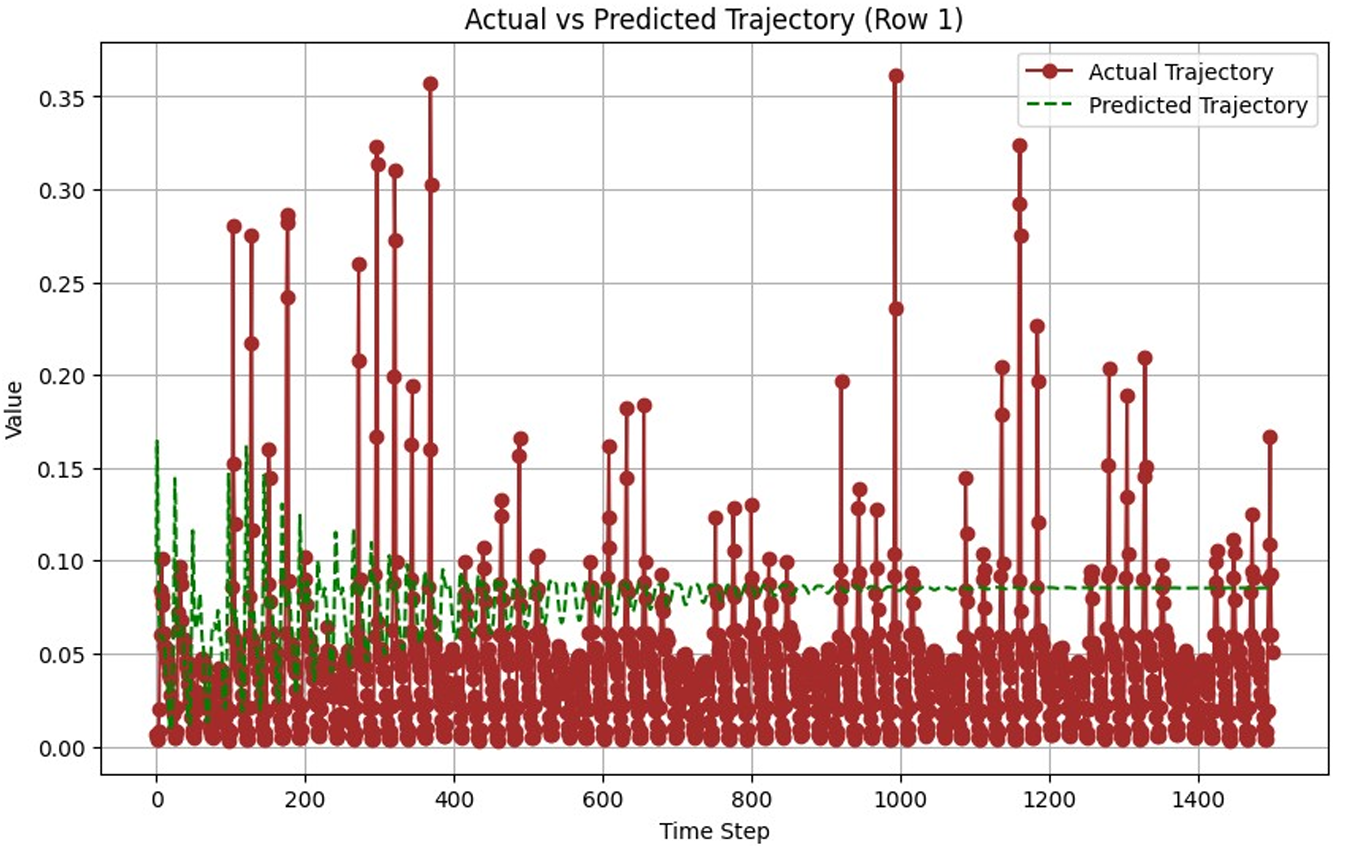 Actual vs Predicted Trajectory (Row 1)
Actual Trajectory
Predicted Trajectory
0.35
0.30
0.25
0.20
0.15
0.10
0.05
0.00
Value
0 200 400 600 800 1000 1200 1400
Time Step